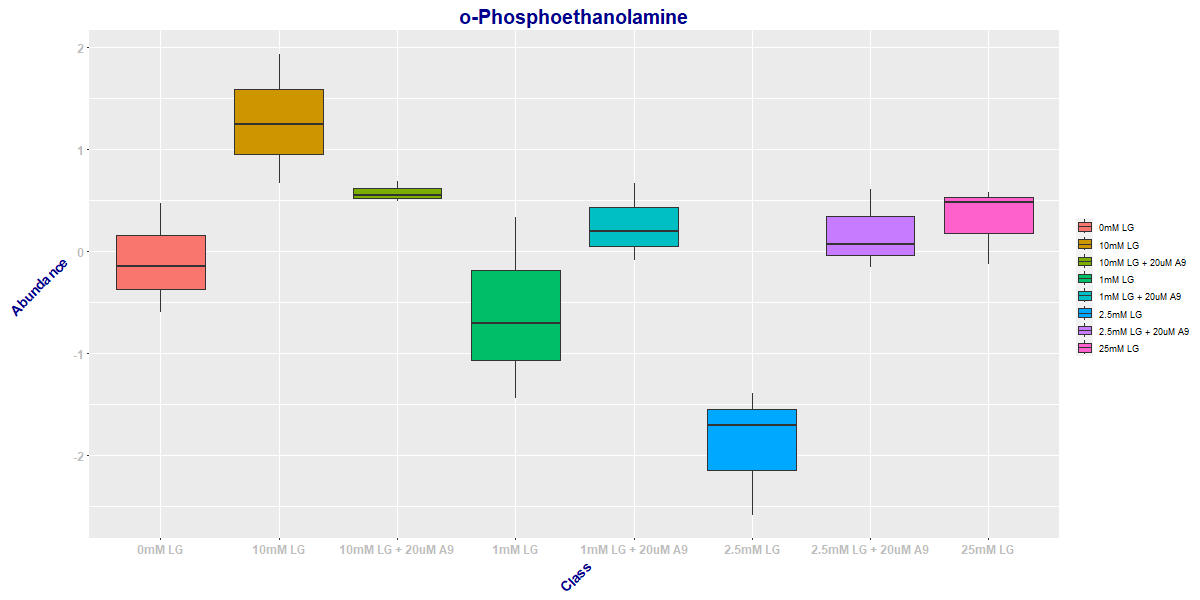 o-Phosphoethanolamine
2
1
0
-1
-2
Abundance
0mM LG
10mM LG
10mM LG + 20uM A9
1mM LG
1mM LG + 20uM A9
2.5mM LG
2.5mM LG + 20uM A9
25mM LG
Class
0mM LG
10mM LG
10mM LG + 20uM A9
1mM LG
1mM LG + 20uM A9
2.5mM LG
2.5mM LG + 20uM A9
25mM LG